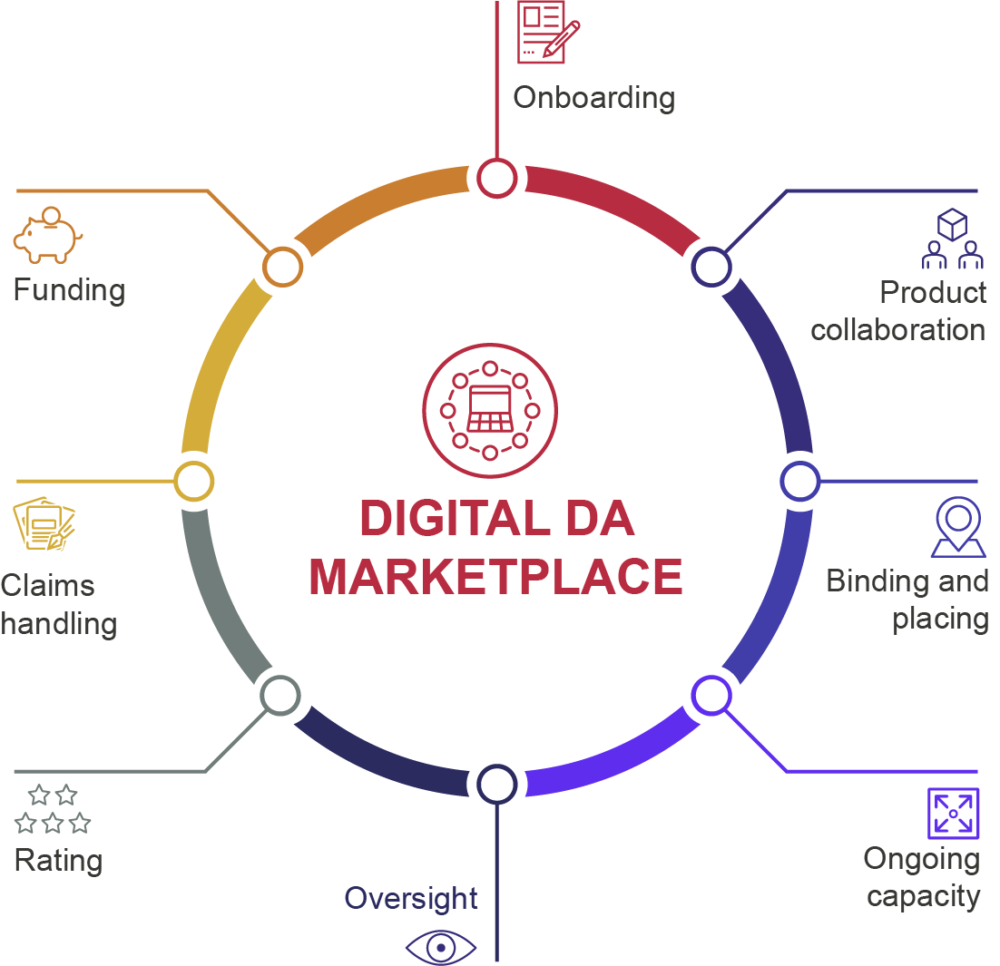 Onboarding
Funding
Product
collaboration
DIGITAL DA
MARKETPLACE
Claims
handling
Binding and
placing
Rating
Ongoing
capacity
Oversight